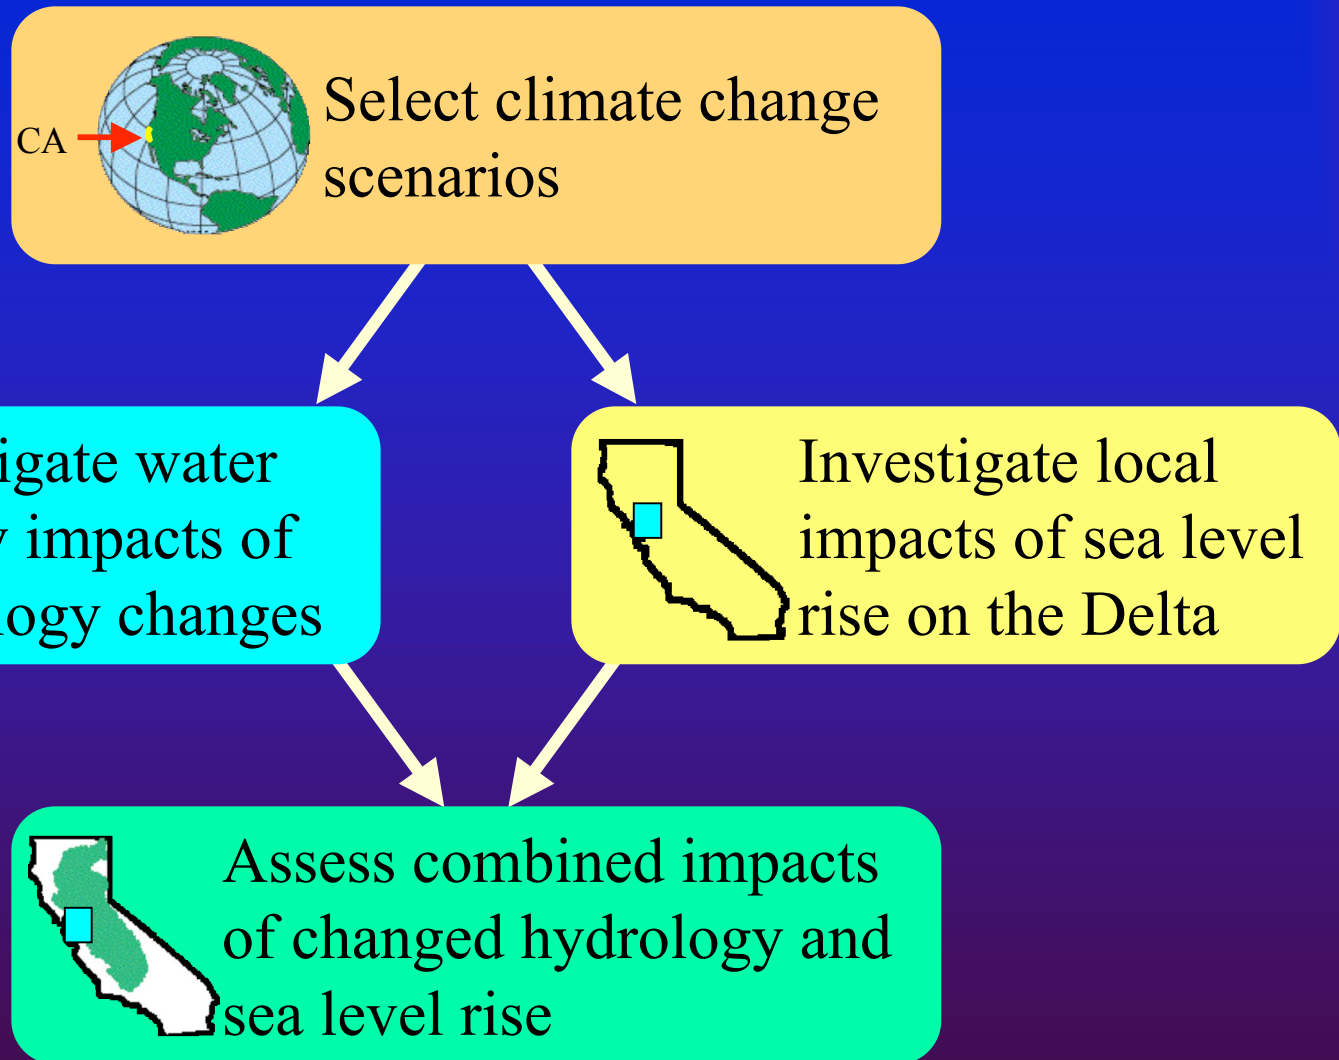 CA
Select climate change
scenarios
igate water
impacts of
logy changes
Investigate local
impacts of sea level
rise on the Delta
Assess combined impacts
of changed hydrology and
sea level rise